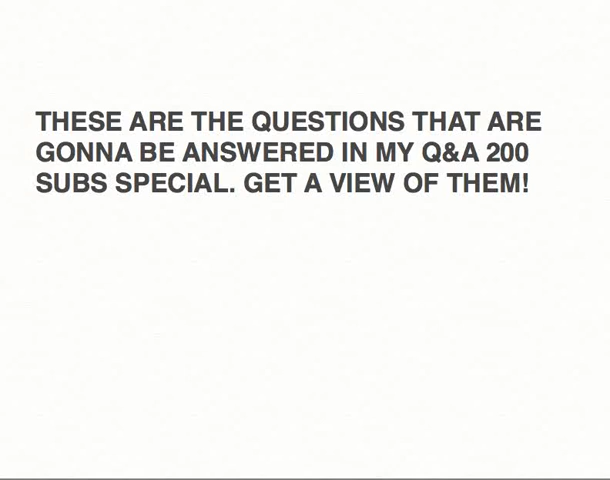 THESE ARE THE QUESTIONS THAT ARE
GONNA BE ANSWERED IN MY Q&A 200
SUBS SPECIAL. GET A VIEW OF THEM!